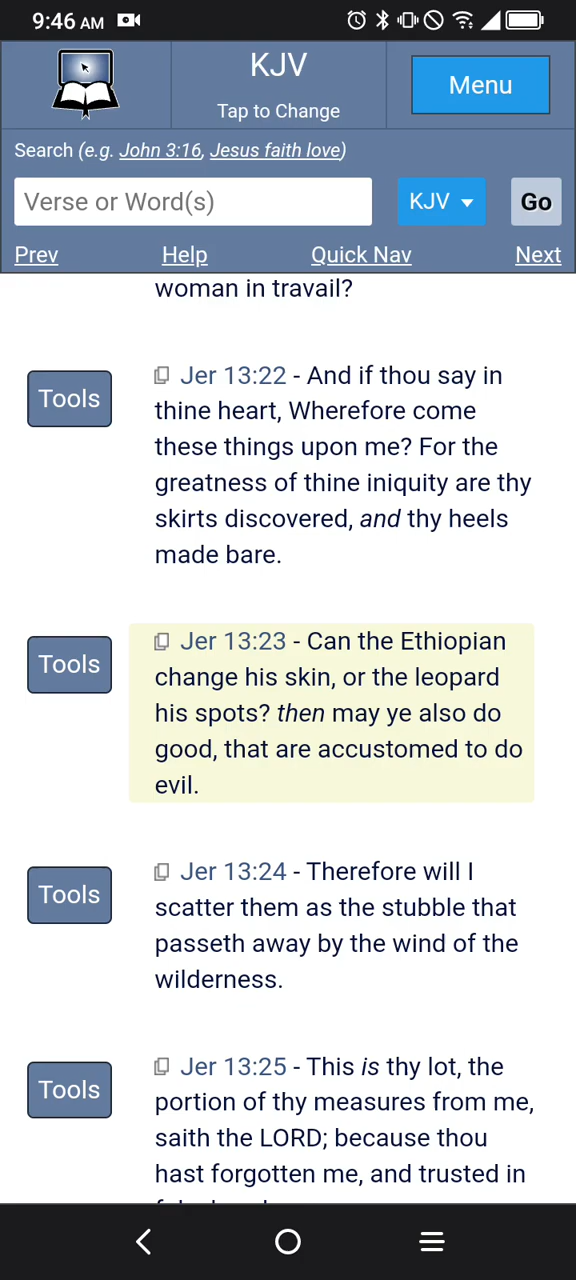 9:46 AM
KJV
Tap to Change
Menu
Search (e.g. John 3:16, Jesus faith love)
Verse or Word(s)
KJV
Go
Prev
Help
Quick Nav
Next
woman in travail?
Tools
Jer 13:22 - And if thou say in
thine heart, Wherefore come
these things upon me? For the
greatness of thine iniquity are thy
skirts discovered, and thy heels
made bare.
Tools
Jer 13:23 - Can the Ethiopian
change his skin, or the leopard
his spots? then may ye also do
good, that are accustomed to do
evil.
Tools
Jer 13:24 - Therefore will I
scatter them as the stubble that
passeth away by the wind of the
wilderness.
Tools
Jer 13:25 - This is thy lot, the
portion of thy measures from me,
saith the LORD; because thou
hast forgotten me, and trusted in